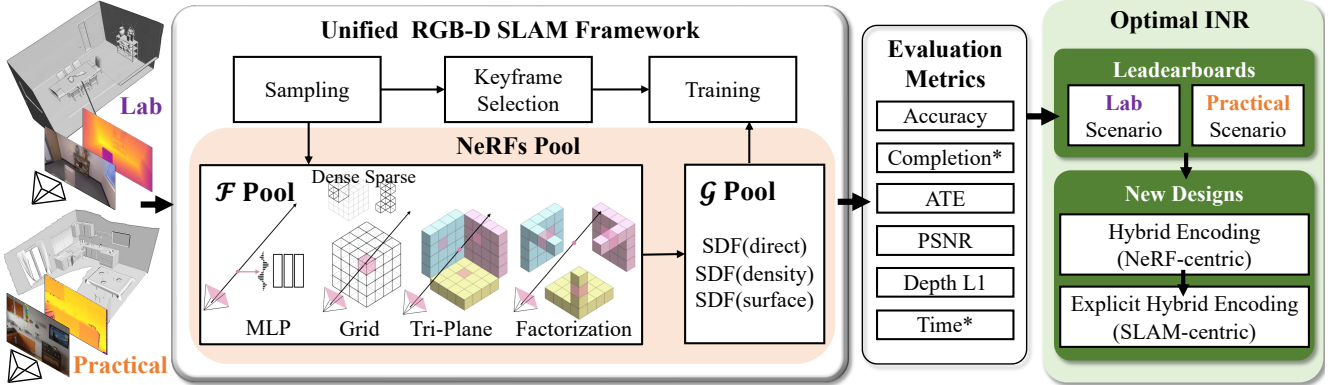 Lab
Practical
Unified RGB-D SLAM Framework
Sampling
Keyframe
Selection
Training
NeRFs Pool
ℱ Pool
Dense Sparse
MLP
Grid
Tri-Plane
Factorization
𝒢 Pool
SDF(direct)
SDF(density)
SDF(surface)
Evaluation
Metrics
Accuracy
Completion*
ATE
PSNR
Depth L1
Time*
Optimal INR
Leadearboards
Lab
Scenario
Practical
Scenario
New Designs
Hybrid Encoding
(NeRF-centric)
Explicit Hybrid Encoding
(SLAM-centric)